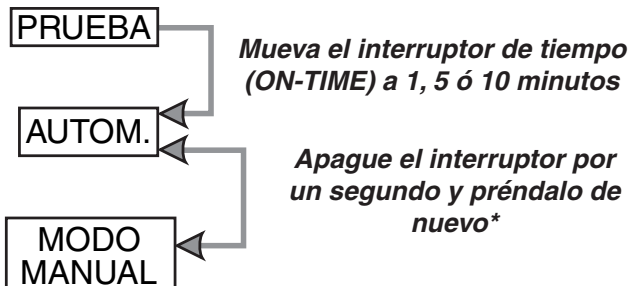 PRUEBA
Mueva el interruptor de tiempo
(ON-TIME) a 1, 5 ó 10 minutos
AUTOM.
Apague el interruptor por
un segundo y préndalo de
nuevo*
MODO
MANUAL